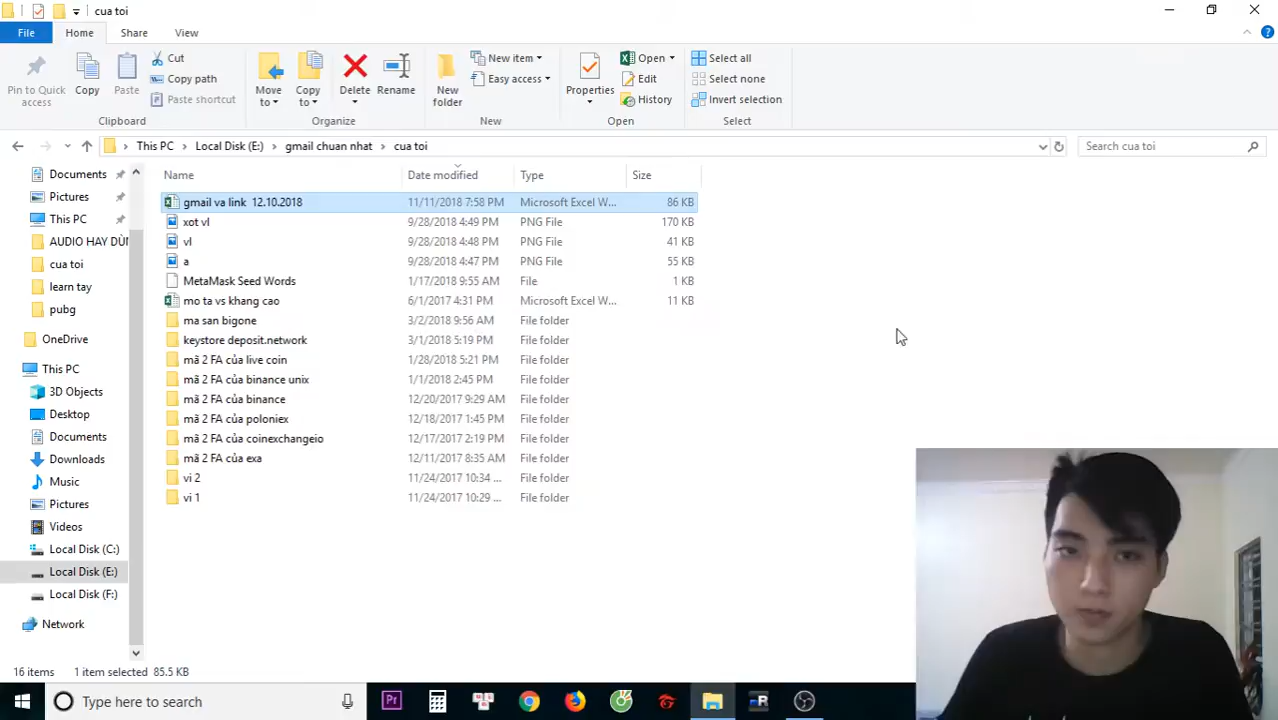 cua toi
File Home Share View
Pin to Quick access
Copy
Paste
Cut
Copy path
Paste shortcut
Clipboard
Move to
Copy to
Delete
Rename
Organize
New folder
New item
Easy access
New
Properties
Open
Edit
History
Open
Select all
Select none
Invert selection
Select
This PC Local Disk (E:) gmail chuan nhat cua toi
Search cua toi
Documents
Pictures
This PC
AUDIO HAY DÙN
cua toi
learn tay
pubg
OneDrive
This PC
3D Objects
Desktop
Documents
Downloads
Music
Pictures
Videos
Local Disk (C:)
Local Disk (E:)
Local Disk (F:)
Network
Name Date modified Type Size
gmail va link 12.10.2018 11/11/2018 7:58 PM Microsoft Excel W... 86 KB
xot vl 9/28/2018 4:49 PM PNG File 170 KB
vl 9/28/2018 4:48 PM PNG File 41 KB
a 9/28/2018 4:47 PM PNG File 55 KB
MetaMask Seed Words 1/17/2018 9:55 AM File 1 KB
mo ta vs khang cao 6/1/2017 4:31 PM Microsoft Excel W... 11 KB
ma san bigone 3/2/2018 9:56 AM File folder
keystore deposit.network 3/1/2018 5:19 PM File folder
mã 2 FA của live coin 1/28/2018 5:21 PM File folder
mã 2 FA của binance unix 1/1/2018 2:45 PM File folder
mã 2 FA của binance 12/20/2017 9:29 AM File folder
mã 2 FA của poloniex 12/18/2017 1:45 PM File folder
mã 2 FA của coinexchangeio 12/17/2017 2:19 PM File folder
mã 2 FA của exa 12/11/2017 8:35 AM File folder
vi 2 11/24/2017 10:34 ... File folder
vi 1 11/24/2017 10:29 ... File folder
16 items 1 item selected 85.5 KB
Type here to search
Pr